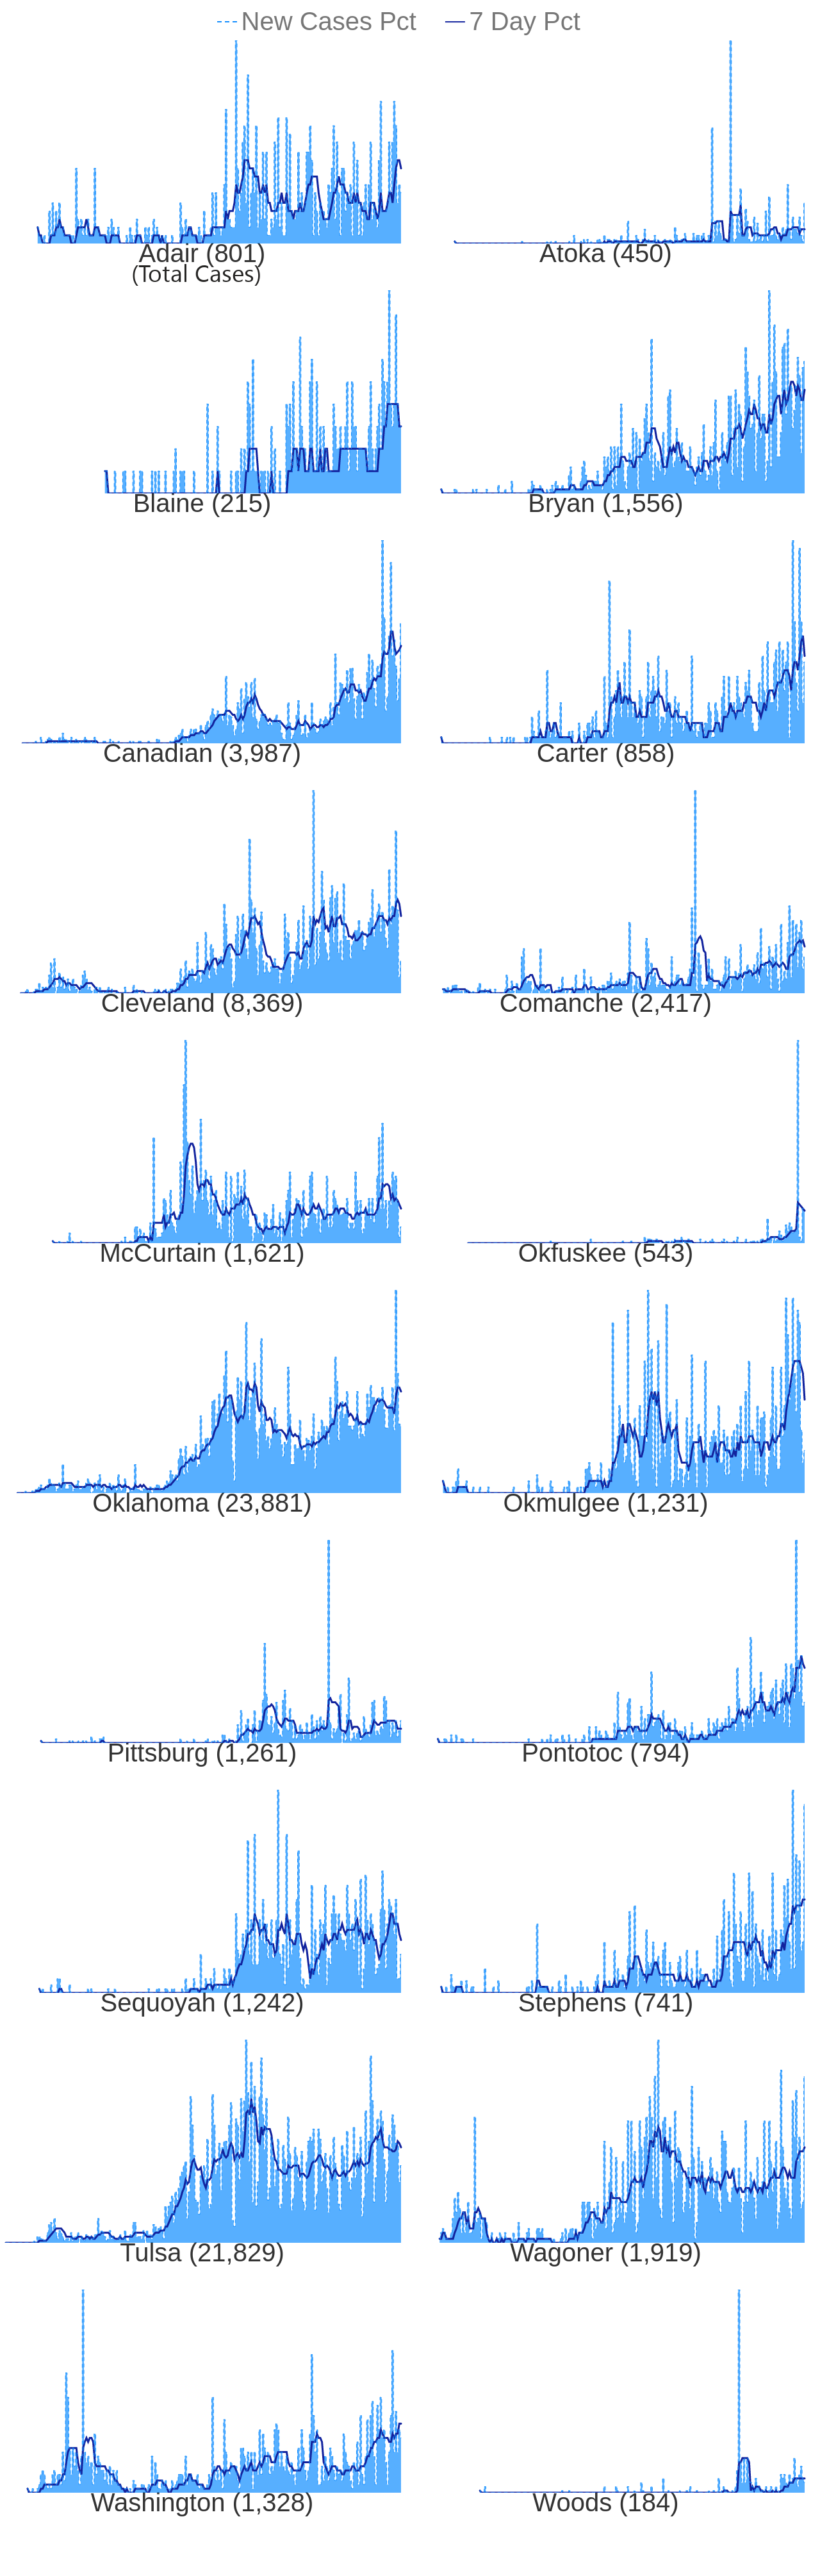 New Cases Pct 7 Day Pct
Adair (801) Atoka (450)
(Total Cases)
Blaine (215) Bryan (1,556)
Canadian (3,987) Carter (858)
Cleveland (8,369) Comanche (2,417)
McCurtain (1,621) Okfuskee (543)
Oklahoma (23,881) Okmulgee (1,231)
Pittsburg (1,261) Pontotoc (794)
Sequoyah (1,242) Stephens (741)
Tulsa (21,829) Wagoner (1,919)
Washington (1,328) Woods (184)